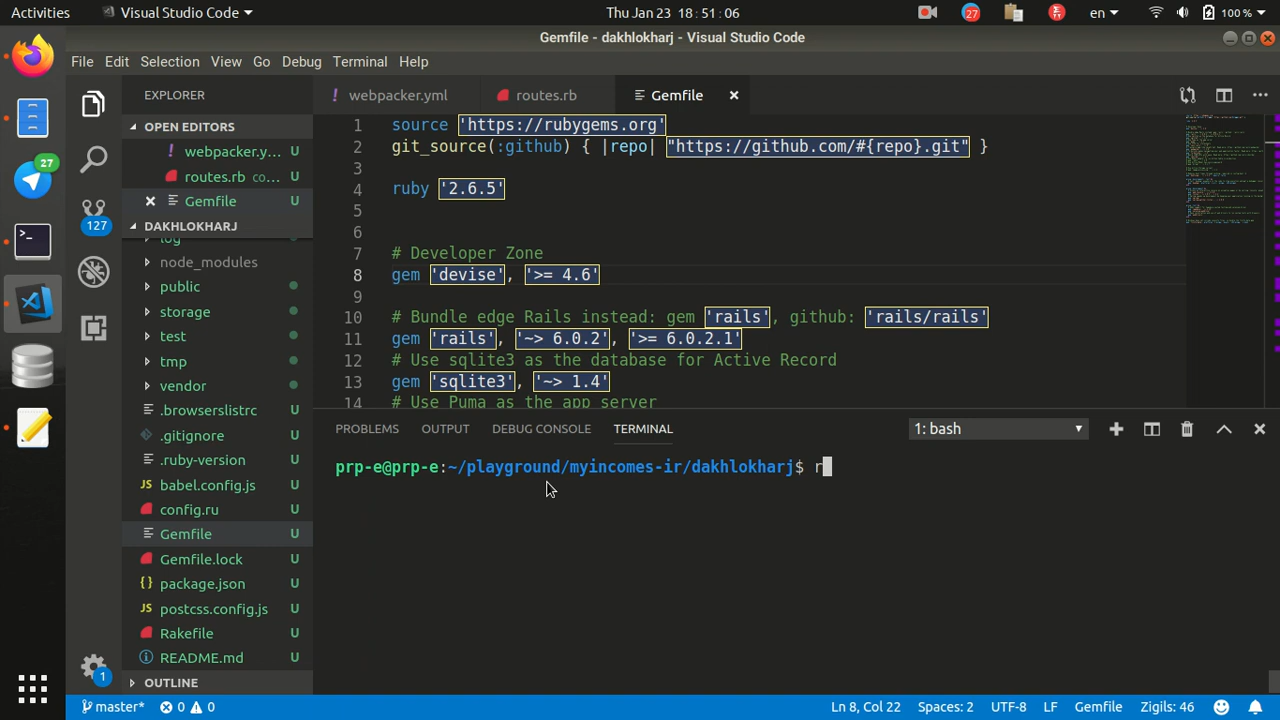 Activities
Visual Studio Code
Thu Jan 23 18:51:06
27
en
100 %
Gemfile - dakhlokharj - Visual Studio Code
File Edit Selection View Go Debug Terminal Help
EXPLORER
OPEN EDITORS
webpacker.y...
routes.rb co...
Gemfile
DAKHLOKHARJ
log
node_modules
public
storage
test
tmp
vendor
.browserslistrc U
.gitignore U
.ruby-version U
babel.config.js U
config.ru U
Gemfile U
Gemfile.lock U
package.json U
postcss.config.js U
Rakefile U
README.md U
OUTLINE
27
127
1
webpacker.yml
routes.rb
Gemfile
1 source 'https://rubygems.org'
2 git_source(:github) { |repo| "https://github.com/#{repo}.git" }
3
4 ruby '2.6.5'
5
6
7 # Developer Zone
8 gem 'devise', '>= 4.6'
9
10 # Bundle edge Rails instead: gem 'rails', github: 'rails/rails'
11 gem 'rails', '~> 6.0.2', '>= 6.0.2.1'
12 # Use sqlite3 as the database for Active Record
13 gem 'sqlite3', '~> 1.4'
14 # Use Puma as the app server
PROBLEMS OUTPUT DEBUG CONSOLE TERMINAL
1: bash
prp-e@prp-e:~/playground/myincomes-ir/dakhlokharj$ r
master* 0 0
Ln 8, Col 22 Spaces: 2 UTF-8 LF Gemfile Zigils: 46